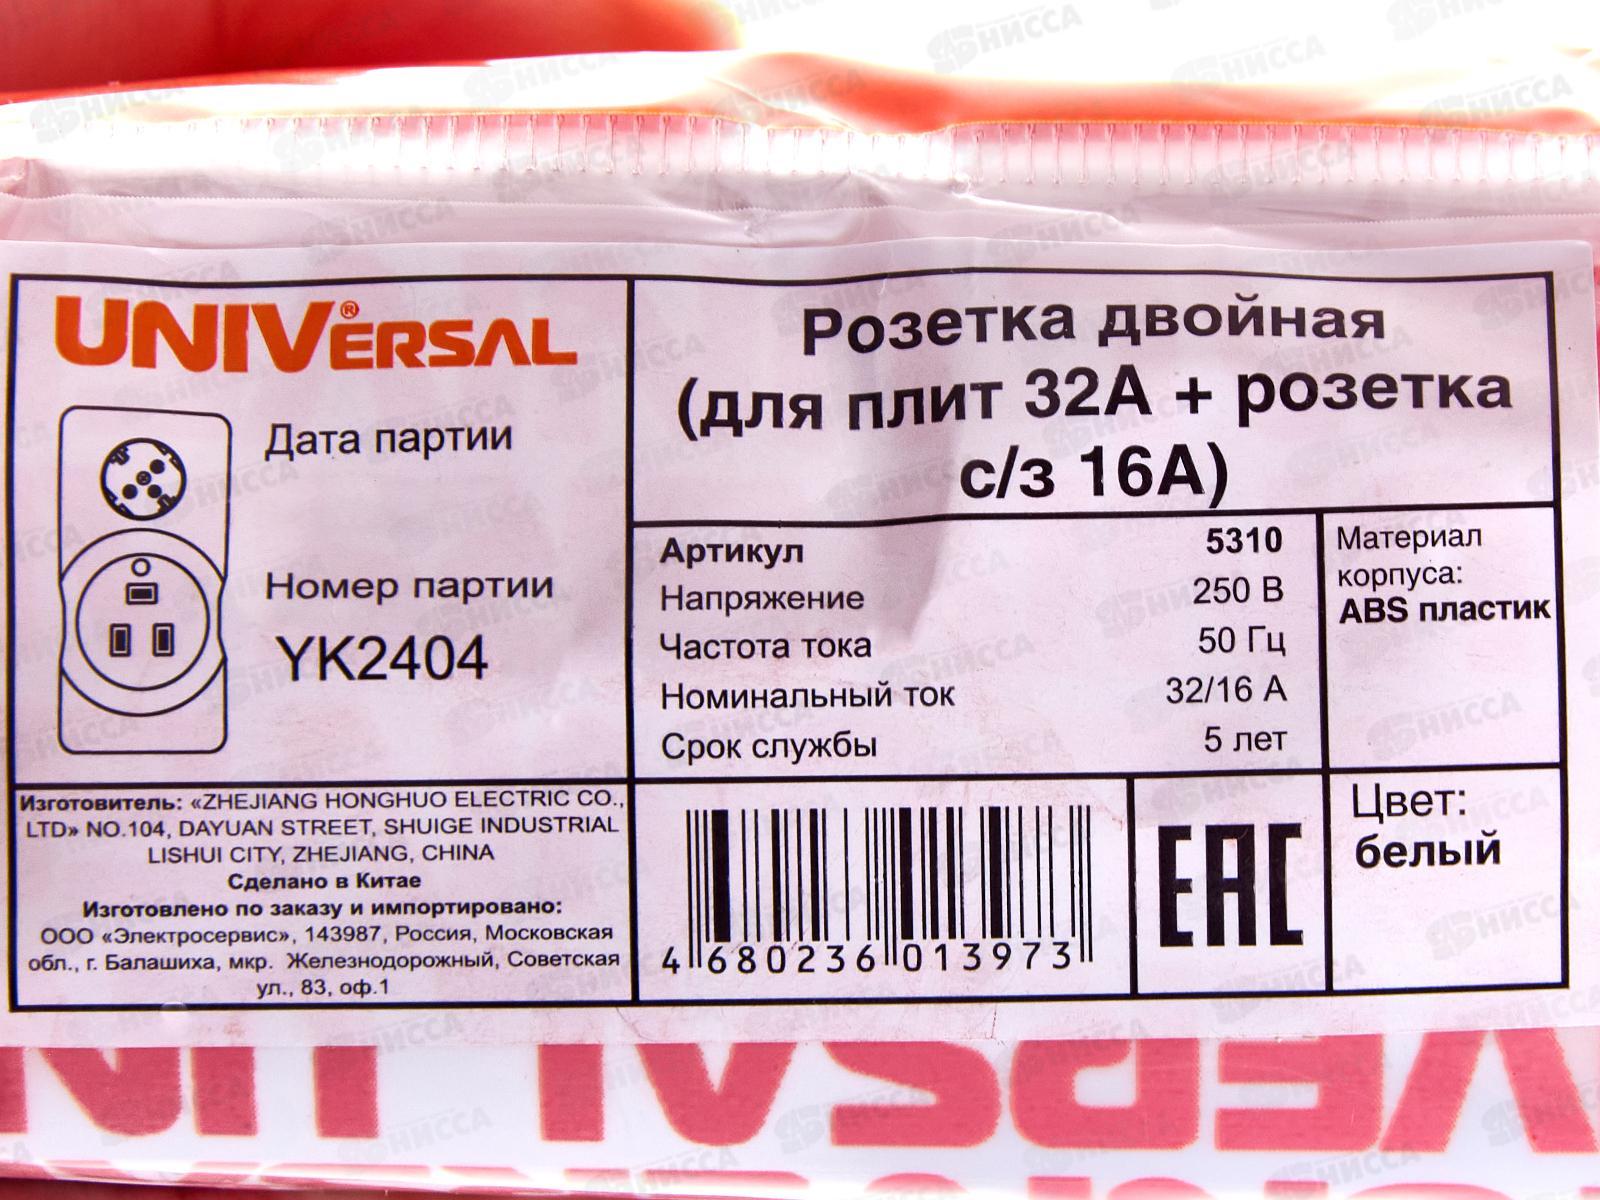 UNIVERSAL®
Дата партии
Номер партии
YK2404
Розетка двойная
(для плит 32А + розетка
с/з 16А)
Артикул 5310
Напряжение 250 В
Частота тока 50 Гц
Номинальный ток 32/16 А
Срок службы 5 лет
Материал
корпуса:
ABS пластик
Изготовитель: «ZHEJIANG HONGHUO ELECTRIC CO.,
LTD» NO.104, DAYUAN STREET, SHUIGE INDUSTRIAL
LISHUI CITY, ZHEJIANG, CHINA
Сделано в Китае
Изготовлено по заказу и импортировано:
ООО «Электросервис», 143987, Россия, Московская
обл., г. Балашиха, мкр. Железнодорожный, Советская
ул., 83, оф.1
4 680236 013973
ЕАС
Цвет:
белый